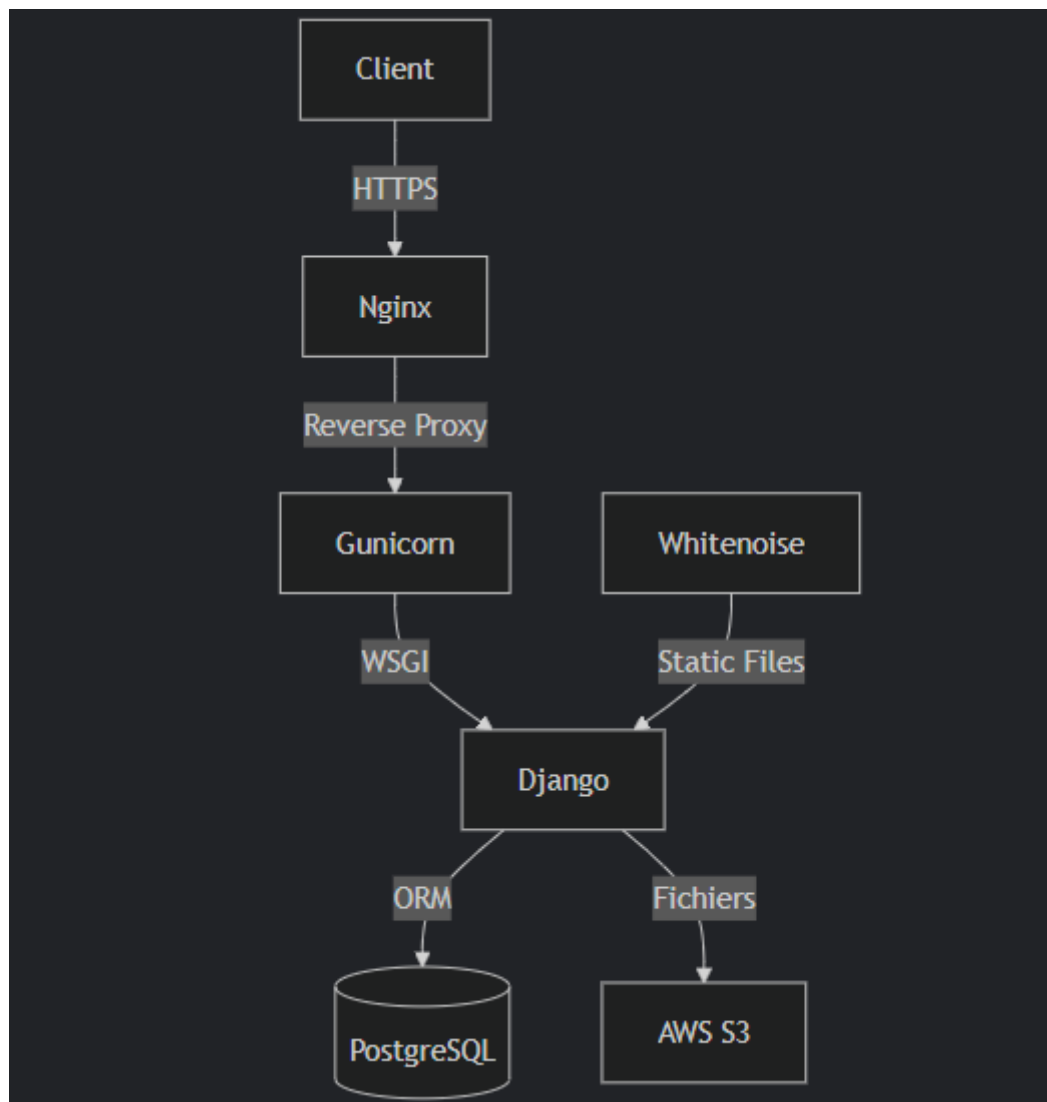 Client
HTTPS
Nginx
Reverse Proxy
Gunicorn
Whitenoise
WSGI
Static Files
Django
ORM
Fichiers
PostgreSQL
AWS S3